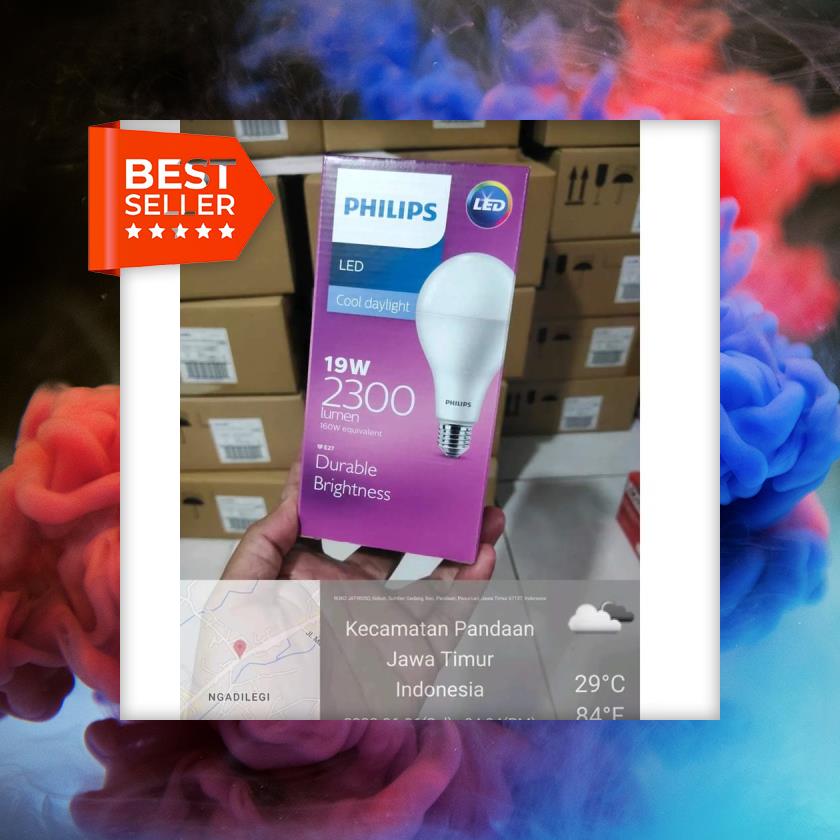 BEST
SELLER
PHILIPS
LED
LED
Cool daylight
19W
2300
lumen
160W equivalent
E27
Durable
Brightness
PHILIPS
Kecamatan Pandaan
Jawa Timur
Indonesia
29°C
84°F
NGADILEGI